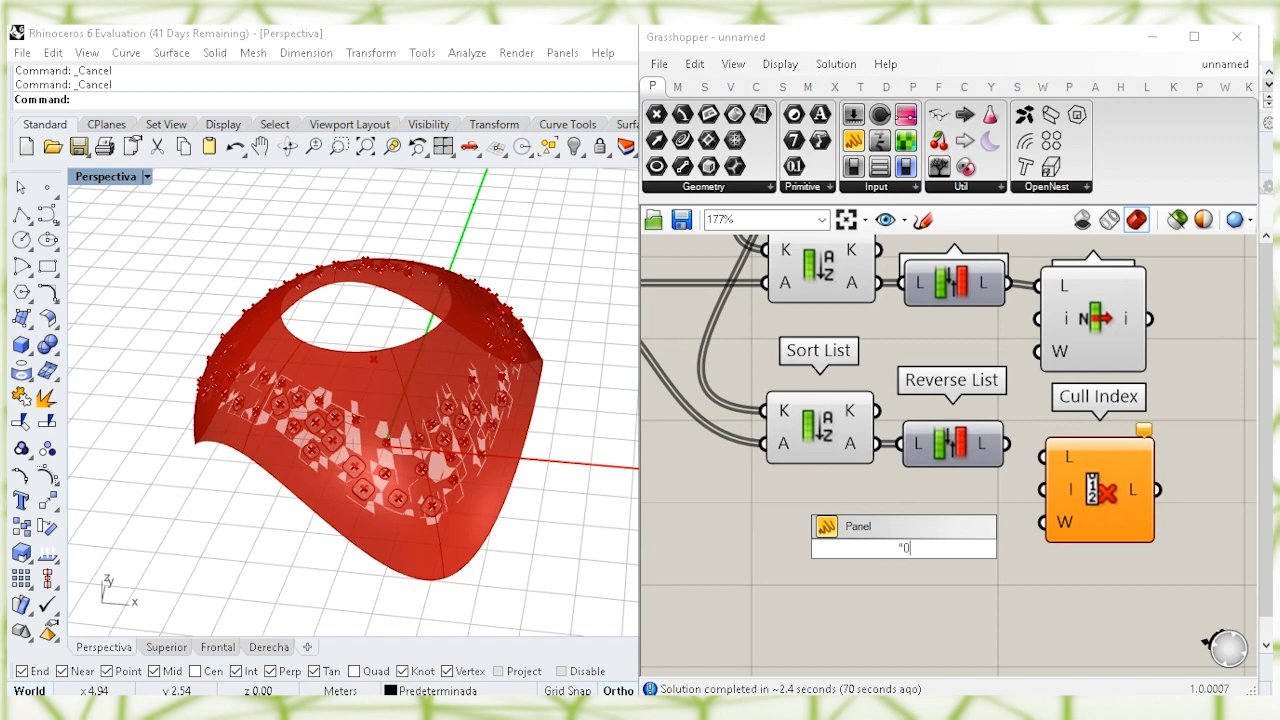 Rhinoceros 6 Evaluation (41 Days Remaining) - [Perspectiva]
File Edit View Curve Surface Solid Mesh Dimension Transform Tools Analyze Render Panels Help
Command: _Cancel
Command: _Cancel
Command:
Standard CPlanes Set View Display Select Viewport Layout Visibility Transform Curve Tools Surfa
Perspectiva
z y
x
Perspectiva Superior Frontal Derecha
End Near Point Mid Cen Int Perp Tan Quad Knot Vertex Project Disable
World x 4.94 v 2.54 z 0.00 Meters Predeterminada Grid Snap Ortho
Grasshopper - unnamed
File Edit View Display Solution Help unnamed
P M S V C S M X D T D P F C Y S W D P A H L K P W K
Geometry Primitive Input Util OpenNest
177%
K A Z K
A A
L L
L
i N i
W
Sort List
Reverse List
Cull Index
K A Z K
A A
L L
L
I 1 2 L
W
Panel
"0
Solution completed in ~2.4 seconds (70 seconds ago) 1.0.0007